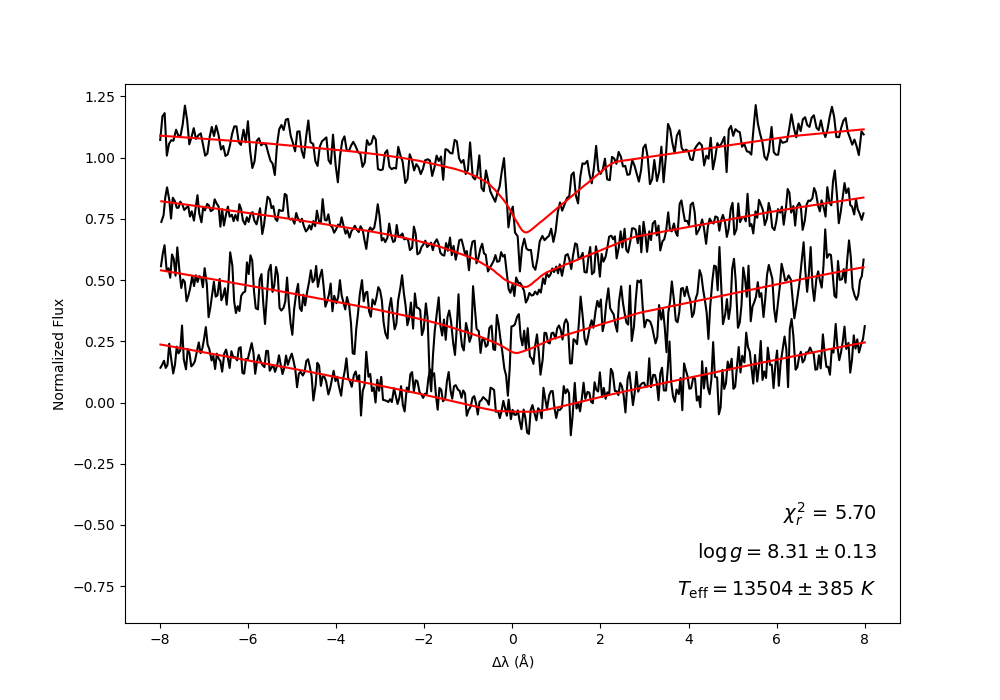 1.25
1.00
0.75
0.50
0.25
0.00
−0.25
−0.50
−0.75
Normalized Flux
χ²ᵣ = 5.70
log g = 8.31 ± 0.13
T_eff = 13504 ± 385 K
−8 −6 −4 −2 0 2 4 6 8
Δλ (Å)